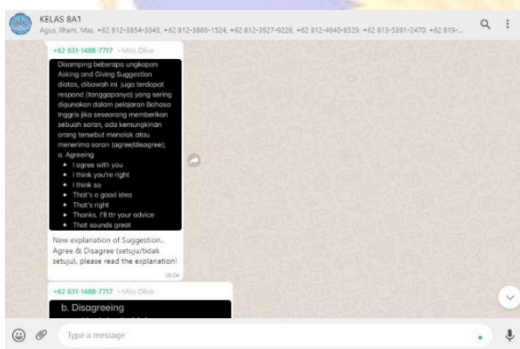 KELAS 8A1
Agus, Ilham, Mas, +62 812-3854-3043, +62 812-3869-1524, +62 812-3927-9228, +62 812-4640-8529, +62 813-5391-2470, +62 819-...
+62 831-1488-7717 ~Miss Olive
Disamping beberapa ungkapan
Asking and Giving Suggestion
diatas, dibawah ini juga terdapat
respond (tanggapanya) yang sering
digunakan dalam pelajaran Bahasa
Inggris jika seseorang memberikan
sebuah saran, ada kemungkinan
orang tersebut menolak atau
menerima saran (agree/disagree);
a. Agreeing
• I agree with you
• I think you're right
• I think so
• That's a good idea
• That's right
• Thanks. I'll ttr your advice
• That sounds great
New explanation of Suggestion..
Agree & Disagree (setuju/tidak
setuju), please read the explanation!
+62 831-1488-7717 ~Miss Olive
b. Disagreeing
Type a message